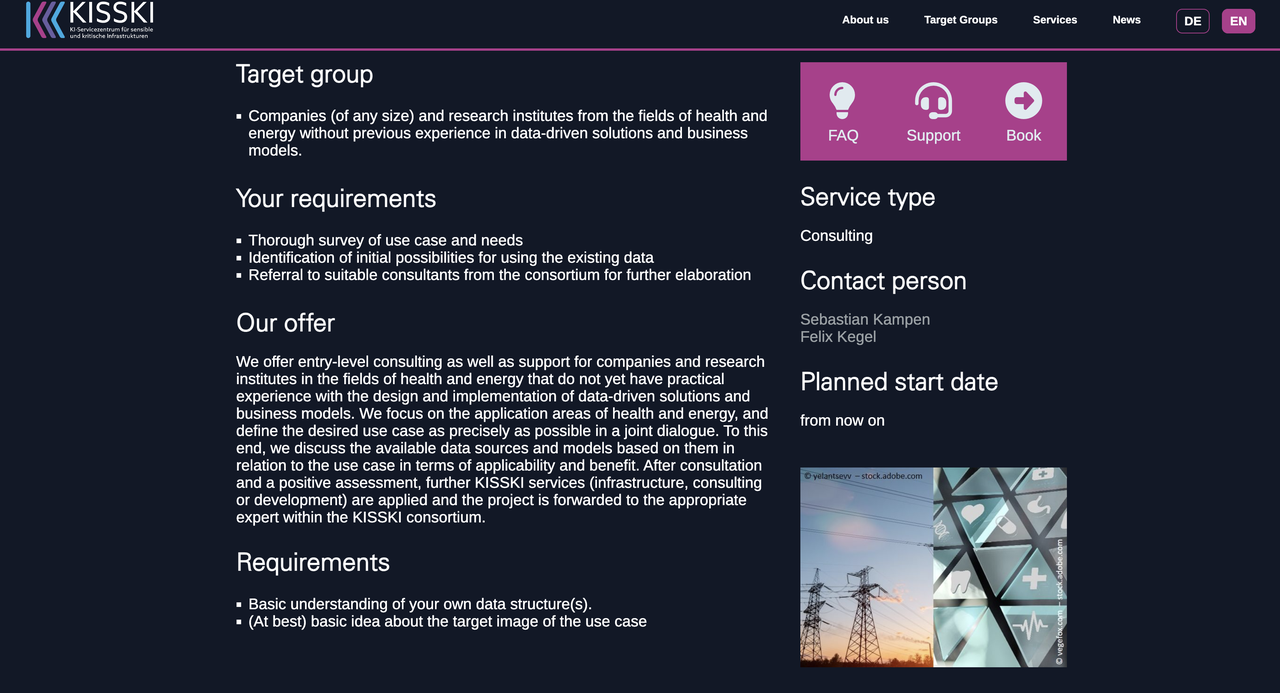 KISSKI
KI-Servicezentrum für sensible
und kritische Infrastrukturen
About us
Target Groups
Services
News
DE
EN
Target group
Companies (of any size) and research institutes from the fields of health and
energy without previous experience in data-driven solutions and business
models.
Your requirements
Thorough survey of use case and needs
Identification of initial possibilities for using the existing data
Referral to suitable consultants from the consortium for further elaboration
Our offer
We offer entry-level consulting as well as support for companies and research
institutes in the fields of health and energy that do not yet have practical
experience with the design and implementation of data-driven solutions and
business models. We focus on the application areas of health and energy, and
define the desired use case as precisely as possible in a joint dialogue. To this
end, we discuss the available data sources and models based on them in
relation to the use case in terms of applicability and benefit. After consultation
and a positive assessment, further KISSKI services (infrastructure, consulting
or development) are applied and the project is forwarded to the appropriate
expert within the KISSKI consortium.
Requirements
Basic understanding of your own data structure(s).
(At best) basic idea about the target image of the use case
FAQ
Support
Book
Service type
Consulting
Contact person
Sebastian Kampen
Felix Kegel
Planned start date
from now on
© yelantsevv – stock.adobe.com
© vegefox.com – stock.adobe.com